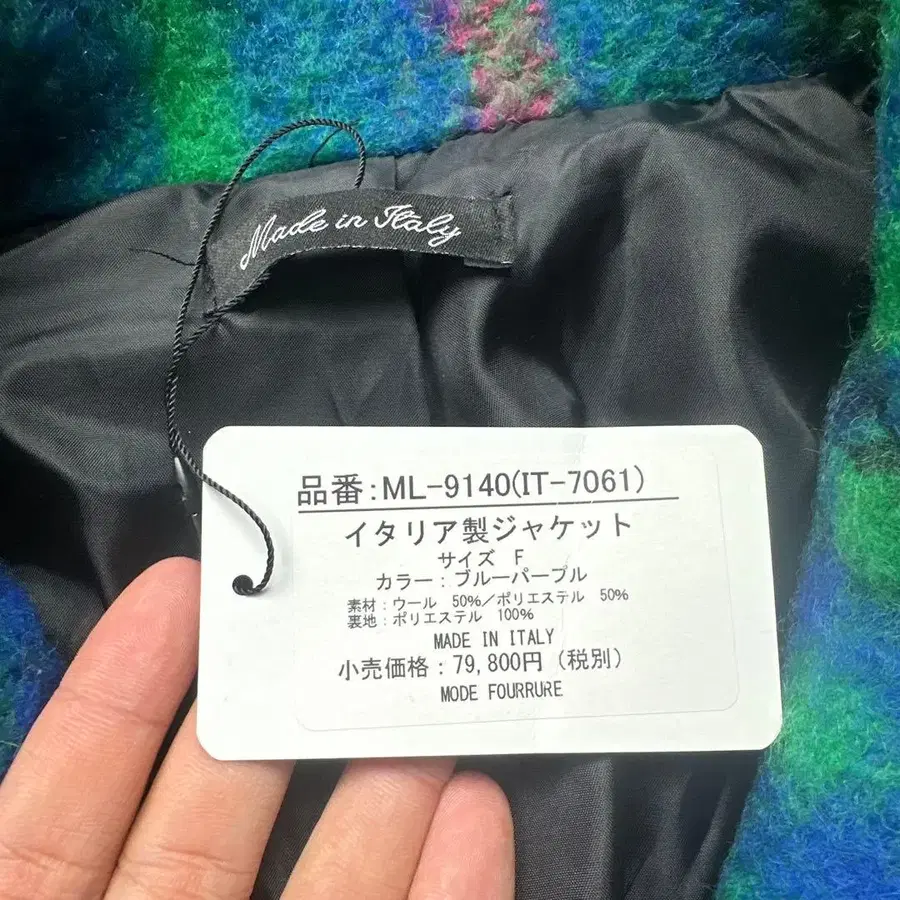 Made in Italy
品番:ML-9140(IT-7061)
イタリア製ジャケット
サイズ F
カラー：ブルーパープル
素材：ウール 50%／ポリエステル 50%
裏地：ポリエステル 100%
MADE IN ITALY
小売価格：79,800円（税別）
MODE FOURRURE